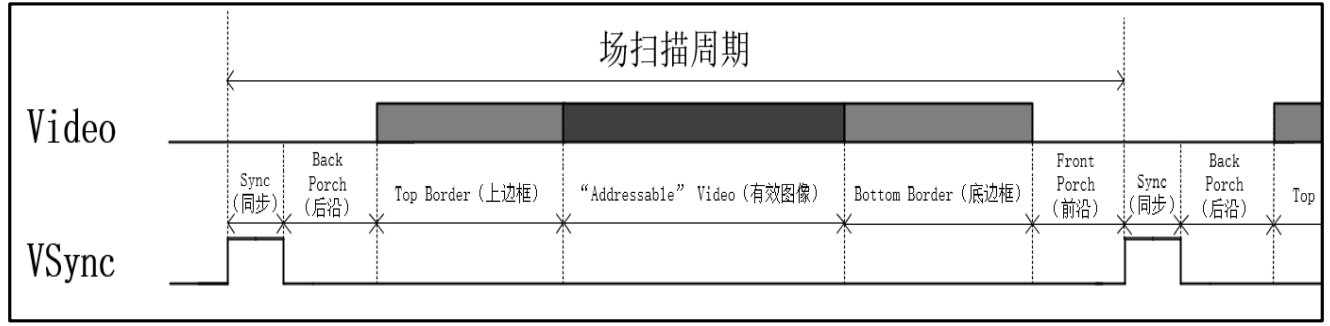 场扫描周期
Video
Sync
(同步)
Back
Porch
(后沿)
Top Border (上边框)
“Addressable” Video (有效图像)
Bottom Border (底边框)
Front
Porch
(前沿)
Sync
(同步)
Back
Porch
(后沿)
Top
VSync